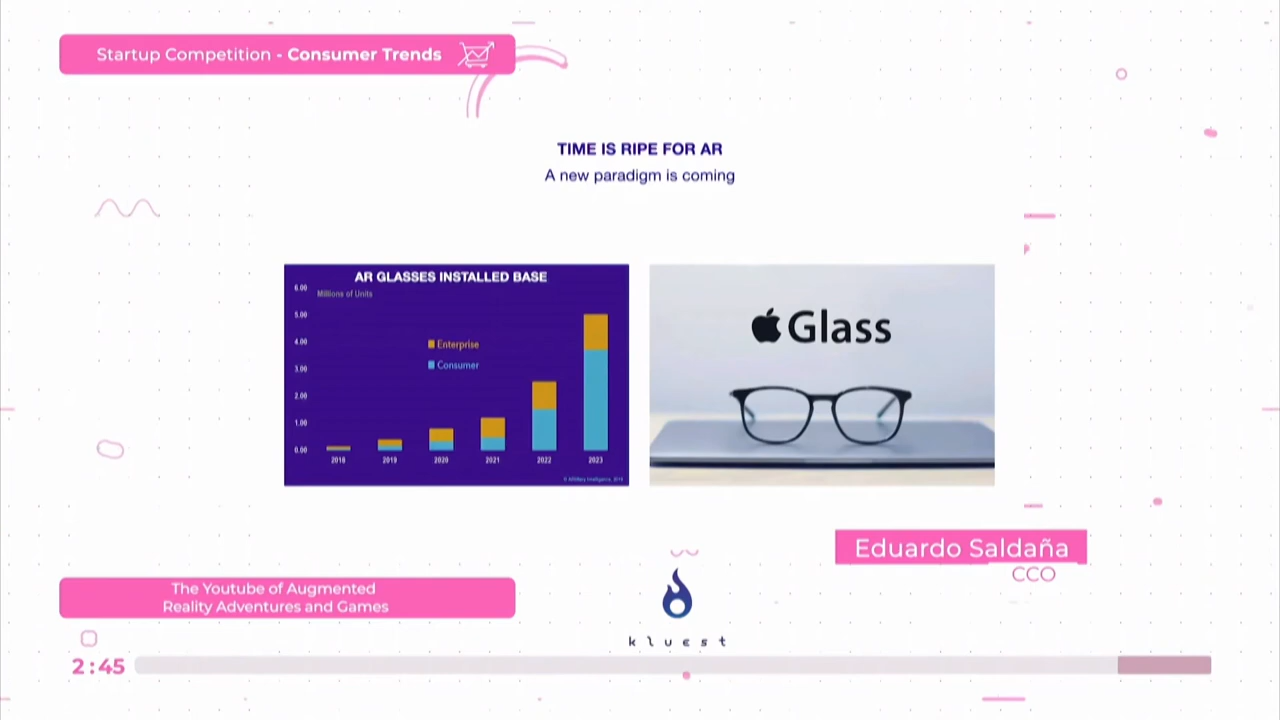 Startup Competition - Consumer Trends
TIME IS RIPE FOR AR
A new paradigm is coming
AR GLASSES INSTALLED BASE
6.00
Millions of Units
5.00
4.00
Enterprise
3.00
Consumer
2.00
1.00
0.00
2018
2019
2020
2021
2022
2023
Glass
Eduardo Saldaña
CCO
The Youtube of Augmented
Reality Adventures and Games
kluest
2:45